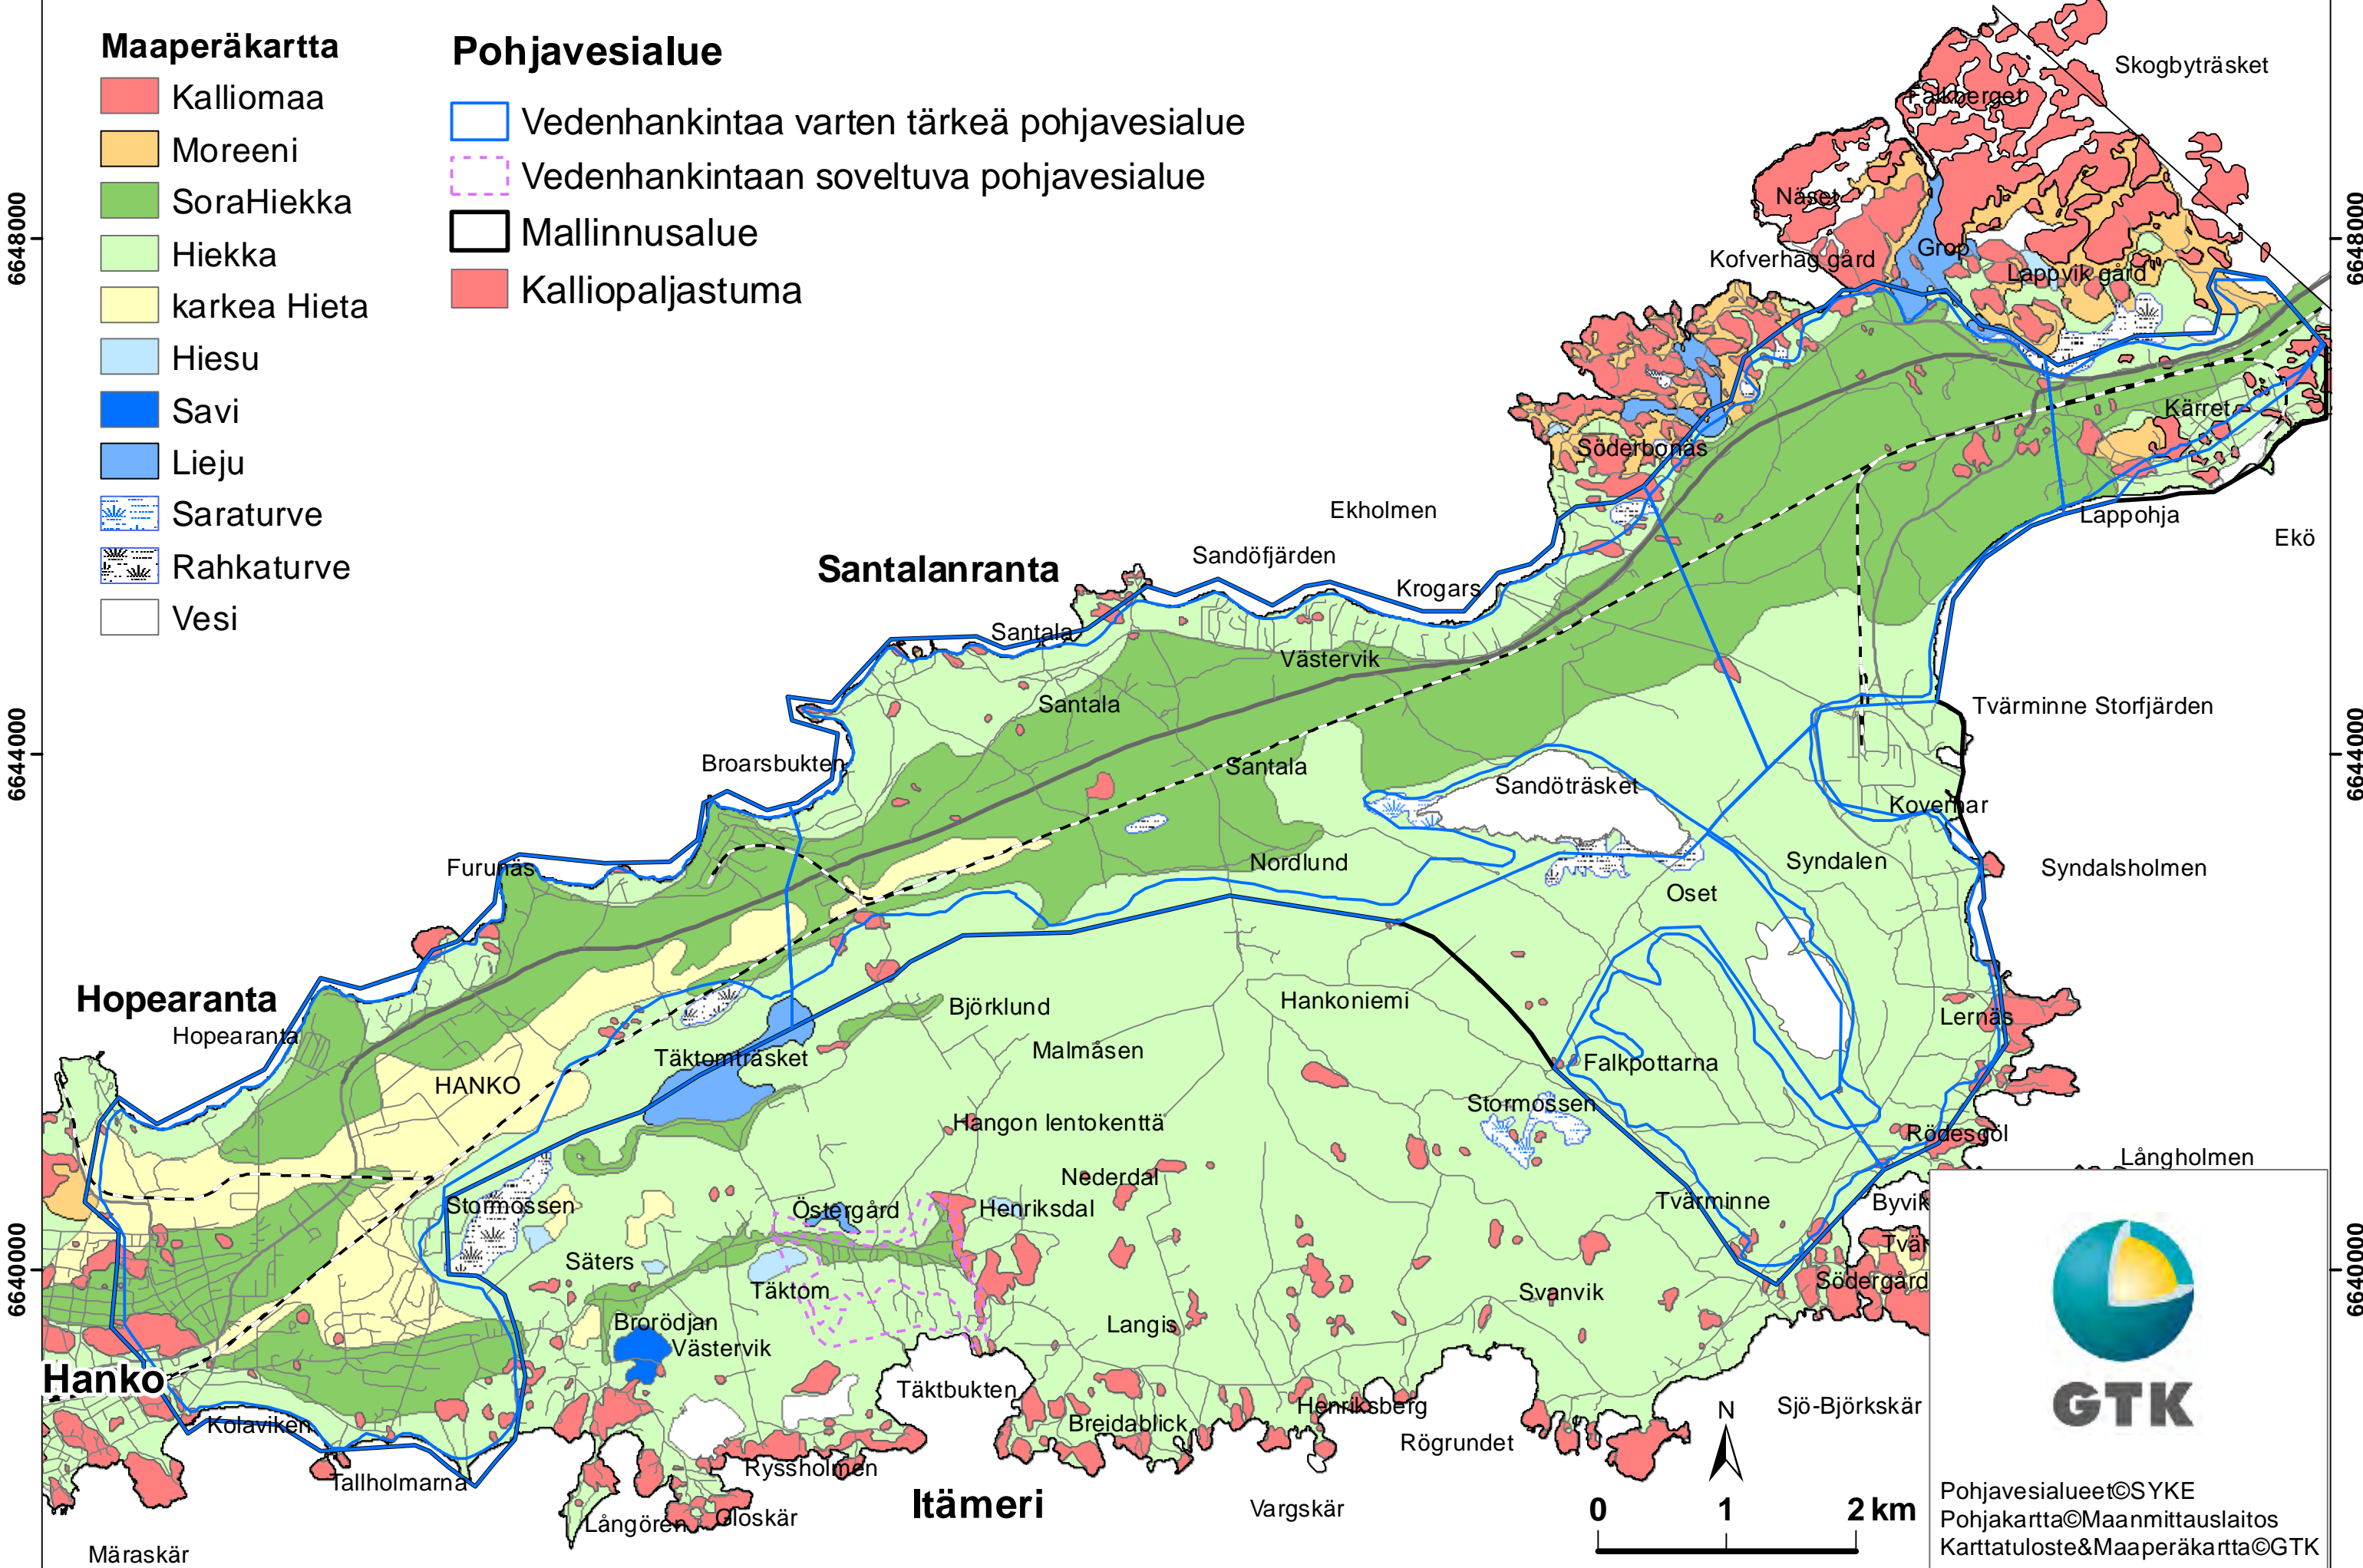 Maaperäkartta
Kalliomaa
Moreeni
SoraHiekka
Hiekka
karkea Hieta
Hiesu
Savi
Lieju
Saraturve
Rahkaturve
Vesi
Pohjavesialue
Vedenhankintaa varten tärkeä pohjavesialue
Vedenhankintaan soveltuva pohjavesialue
Mallinnusalue
Kalliopaljastuma
6648000
6644000
6640000
6648000
6644000
6640000
Skogbyträsket
Falkberget
Näset
Kofverhag gård
Grop
Lappvik gård
Kärret
Söderbonäs
Lappohja
Ekö
Ekholmen
Sandöfjärden
Krogars
Santalanranta
Santala
Västervik
Santala
Tvärminne Storfjärden
Broarsbukten
Santala
Sandöträsket
Koverhar
Furunäs
Nordlund
Syndalen
Syndalsholmen
Oset
Hopearanta
Hopearanta
Björklund
Hankoniemi
Lernäs
Malmåsen
Täktomträsket
Falkpottarna
HANKO
Stormossen
Hangon lentokenttä
Rödesgöl
Långholmen
Nederdal
Stormossen
Östergård
Henriksdal
Tvärminne
Byvik
Tvär
Säters
Täktom
Svanvik
Södergård
Brorödjan
Västervik
Langis
Hanko
Täktbukten
Kolaviken
Breidablick
Henriksberg
Rögrundet
Sjö-Björkskär
Tallholmarna
Ryssholmen
Itämeri
Vargskär
Långören
Gloskär
Märaskär
N
0 1 2 km
GTK
Pohjavesialueet©SYKE
Pohjakartta©Maanmittauslaitos
Karttatuloste&Maaperäkartta©GTK